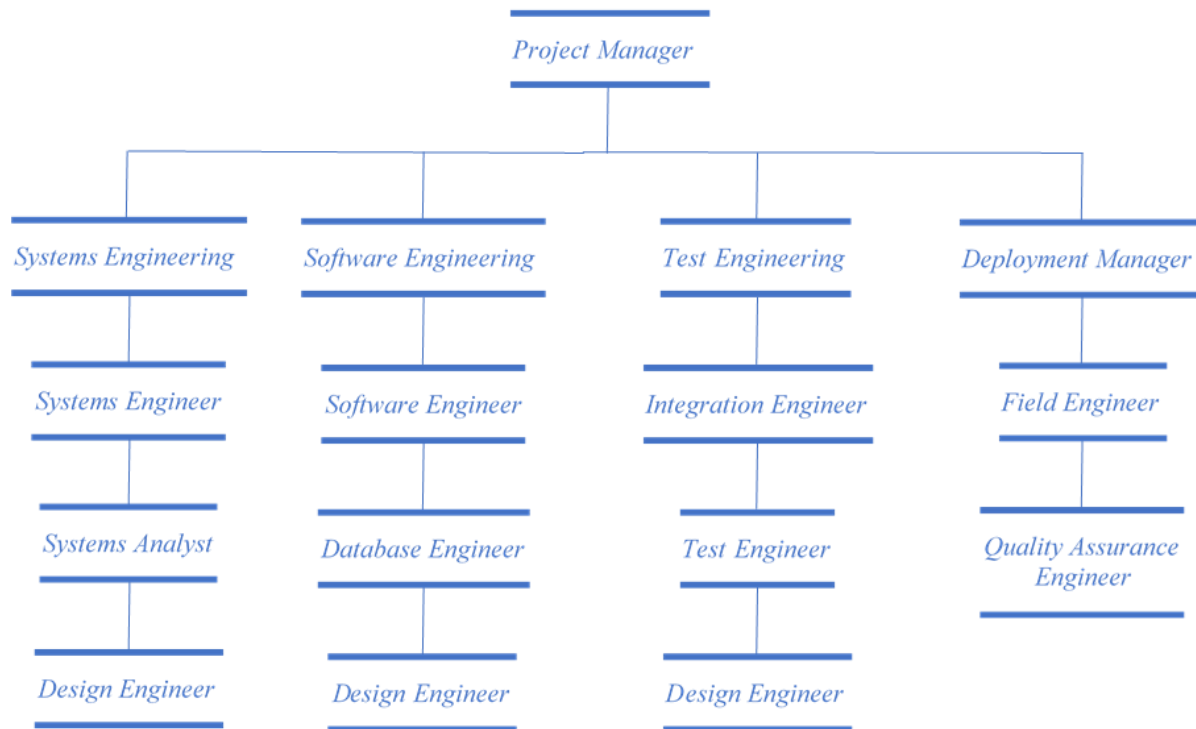 Project Manager
Systems Engineering
Software Engineering
Test Engineering
Deployment Manager
Systems Engineer
Software Engineer
Integration Engineer
Field Engineer
Systems Analyst
Database Engineer
Test Engineer
Quality Assurance
Engineer
Design Engineer
Design Engineer
Design Engineer